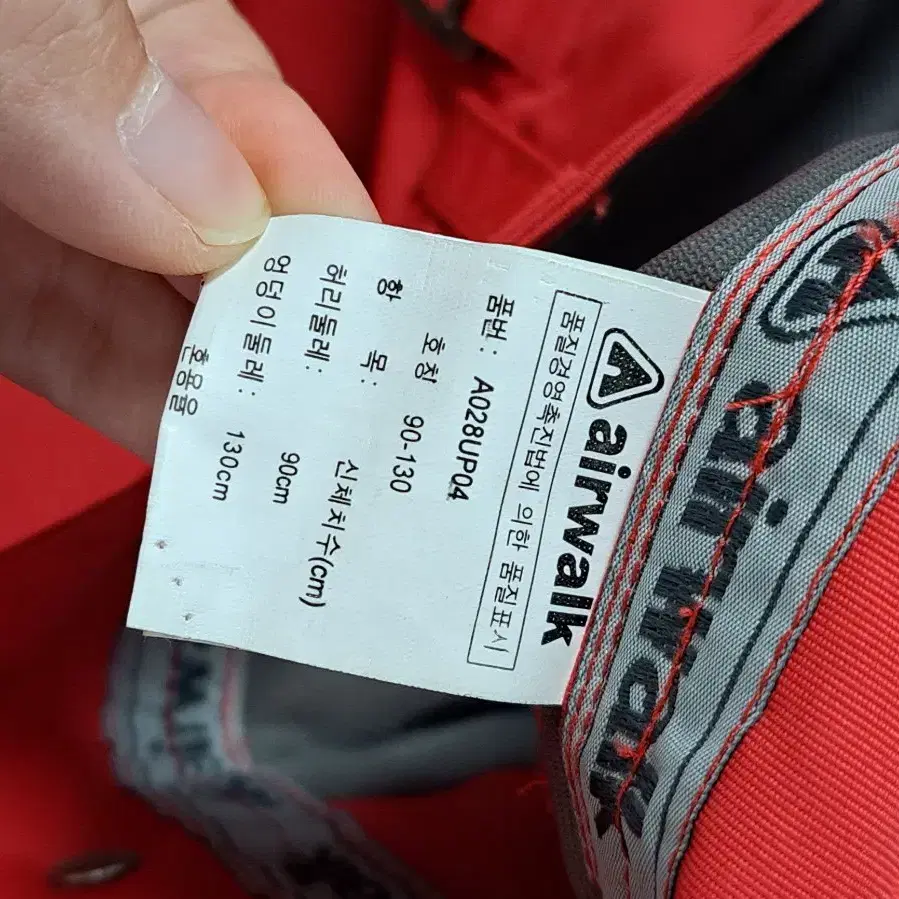 airwalk
품질경영촉진법에 의한 품질표시
품번: A028UP04
호칭 90-130
항 목: 신체치수(cm)
허리둘레: 90cm
엉덩이둘레: 130cm
혼용율
airwalk